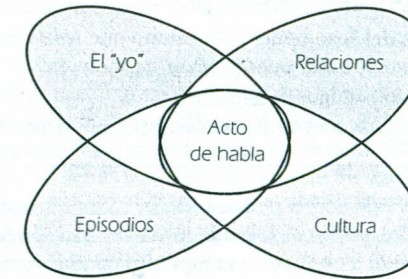 El "yo"
Relaciones
Acto
de habla
Episodios
Cultura